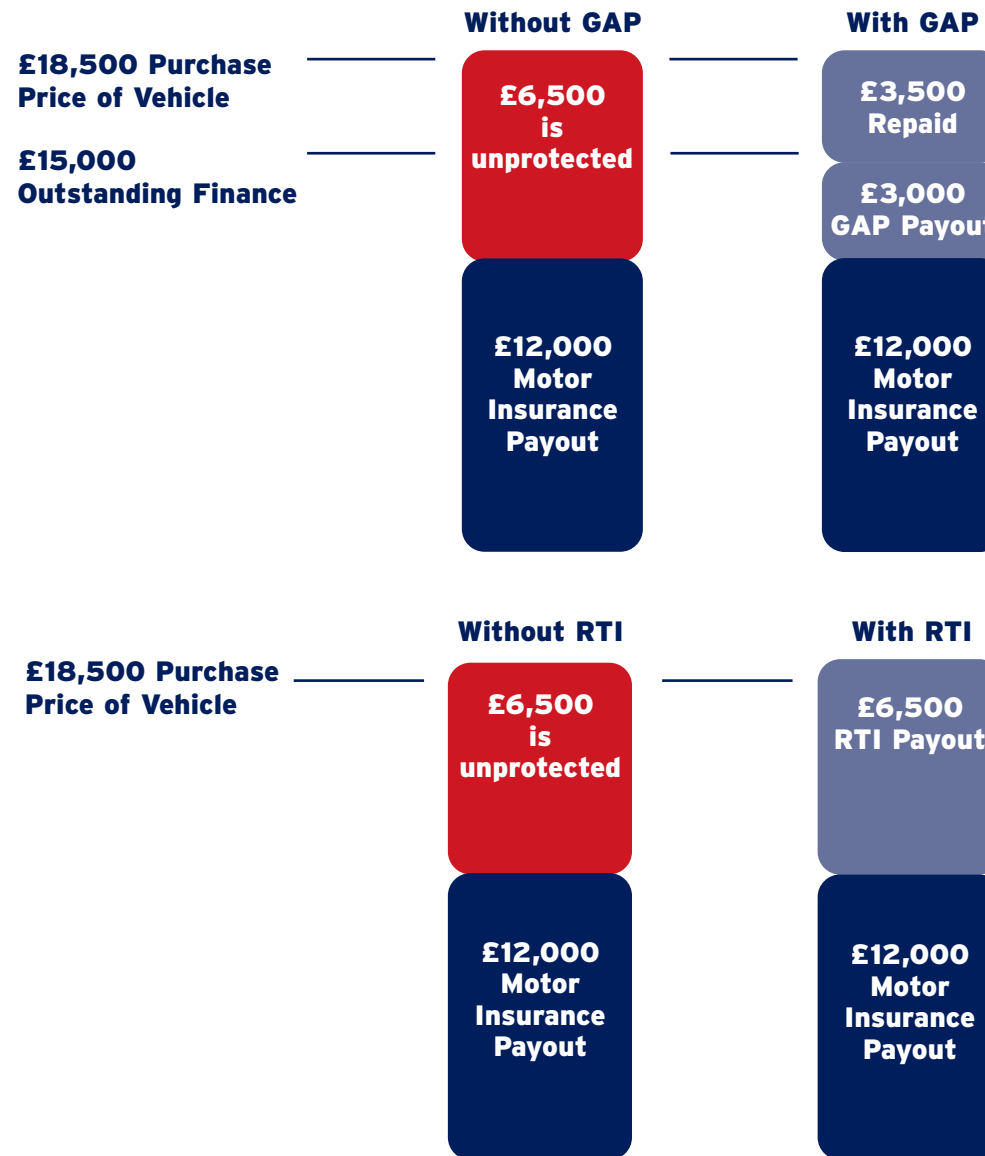 Without GAP
With GAP
£18,500 Purchase
Price of Vehicle
£15,000
Outstanding Finance
£6,500
is
unprotected
£3,500
Repaid
£3,000
GAP Payout
£12,000
Motor
Insurance
Payout
£12,000
Motor
Insurance
Payout
Without RTI
With RTI
£18,500 Purchase
Price of Vehicle
£6,500
is
unprotected
£6,500
RTI Payout
£12,000
Motor
Insurance
Payout
£12,000
Motor
Insurance
Payout